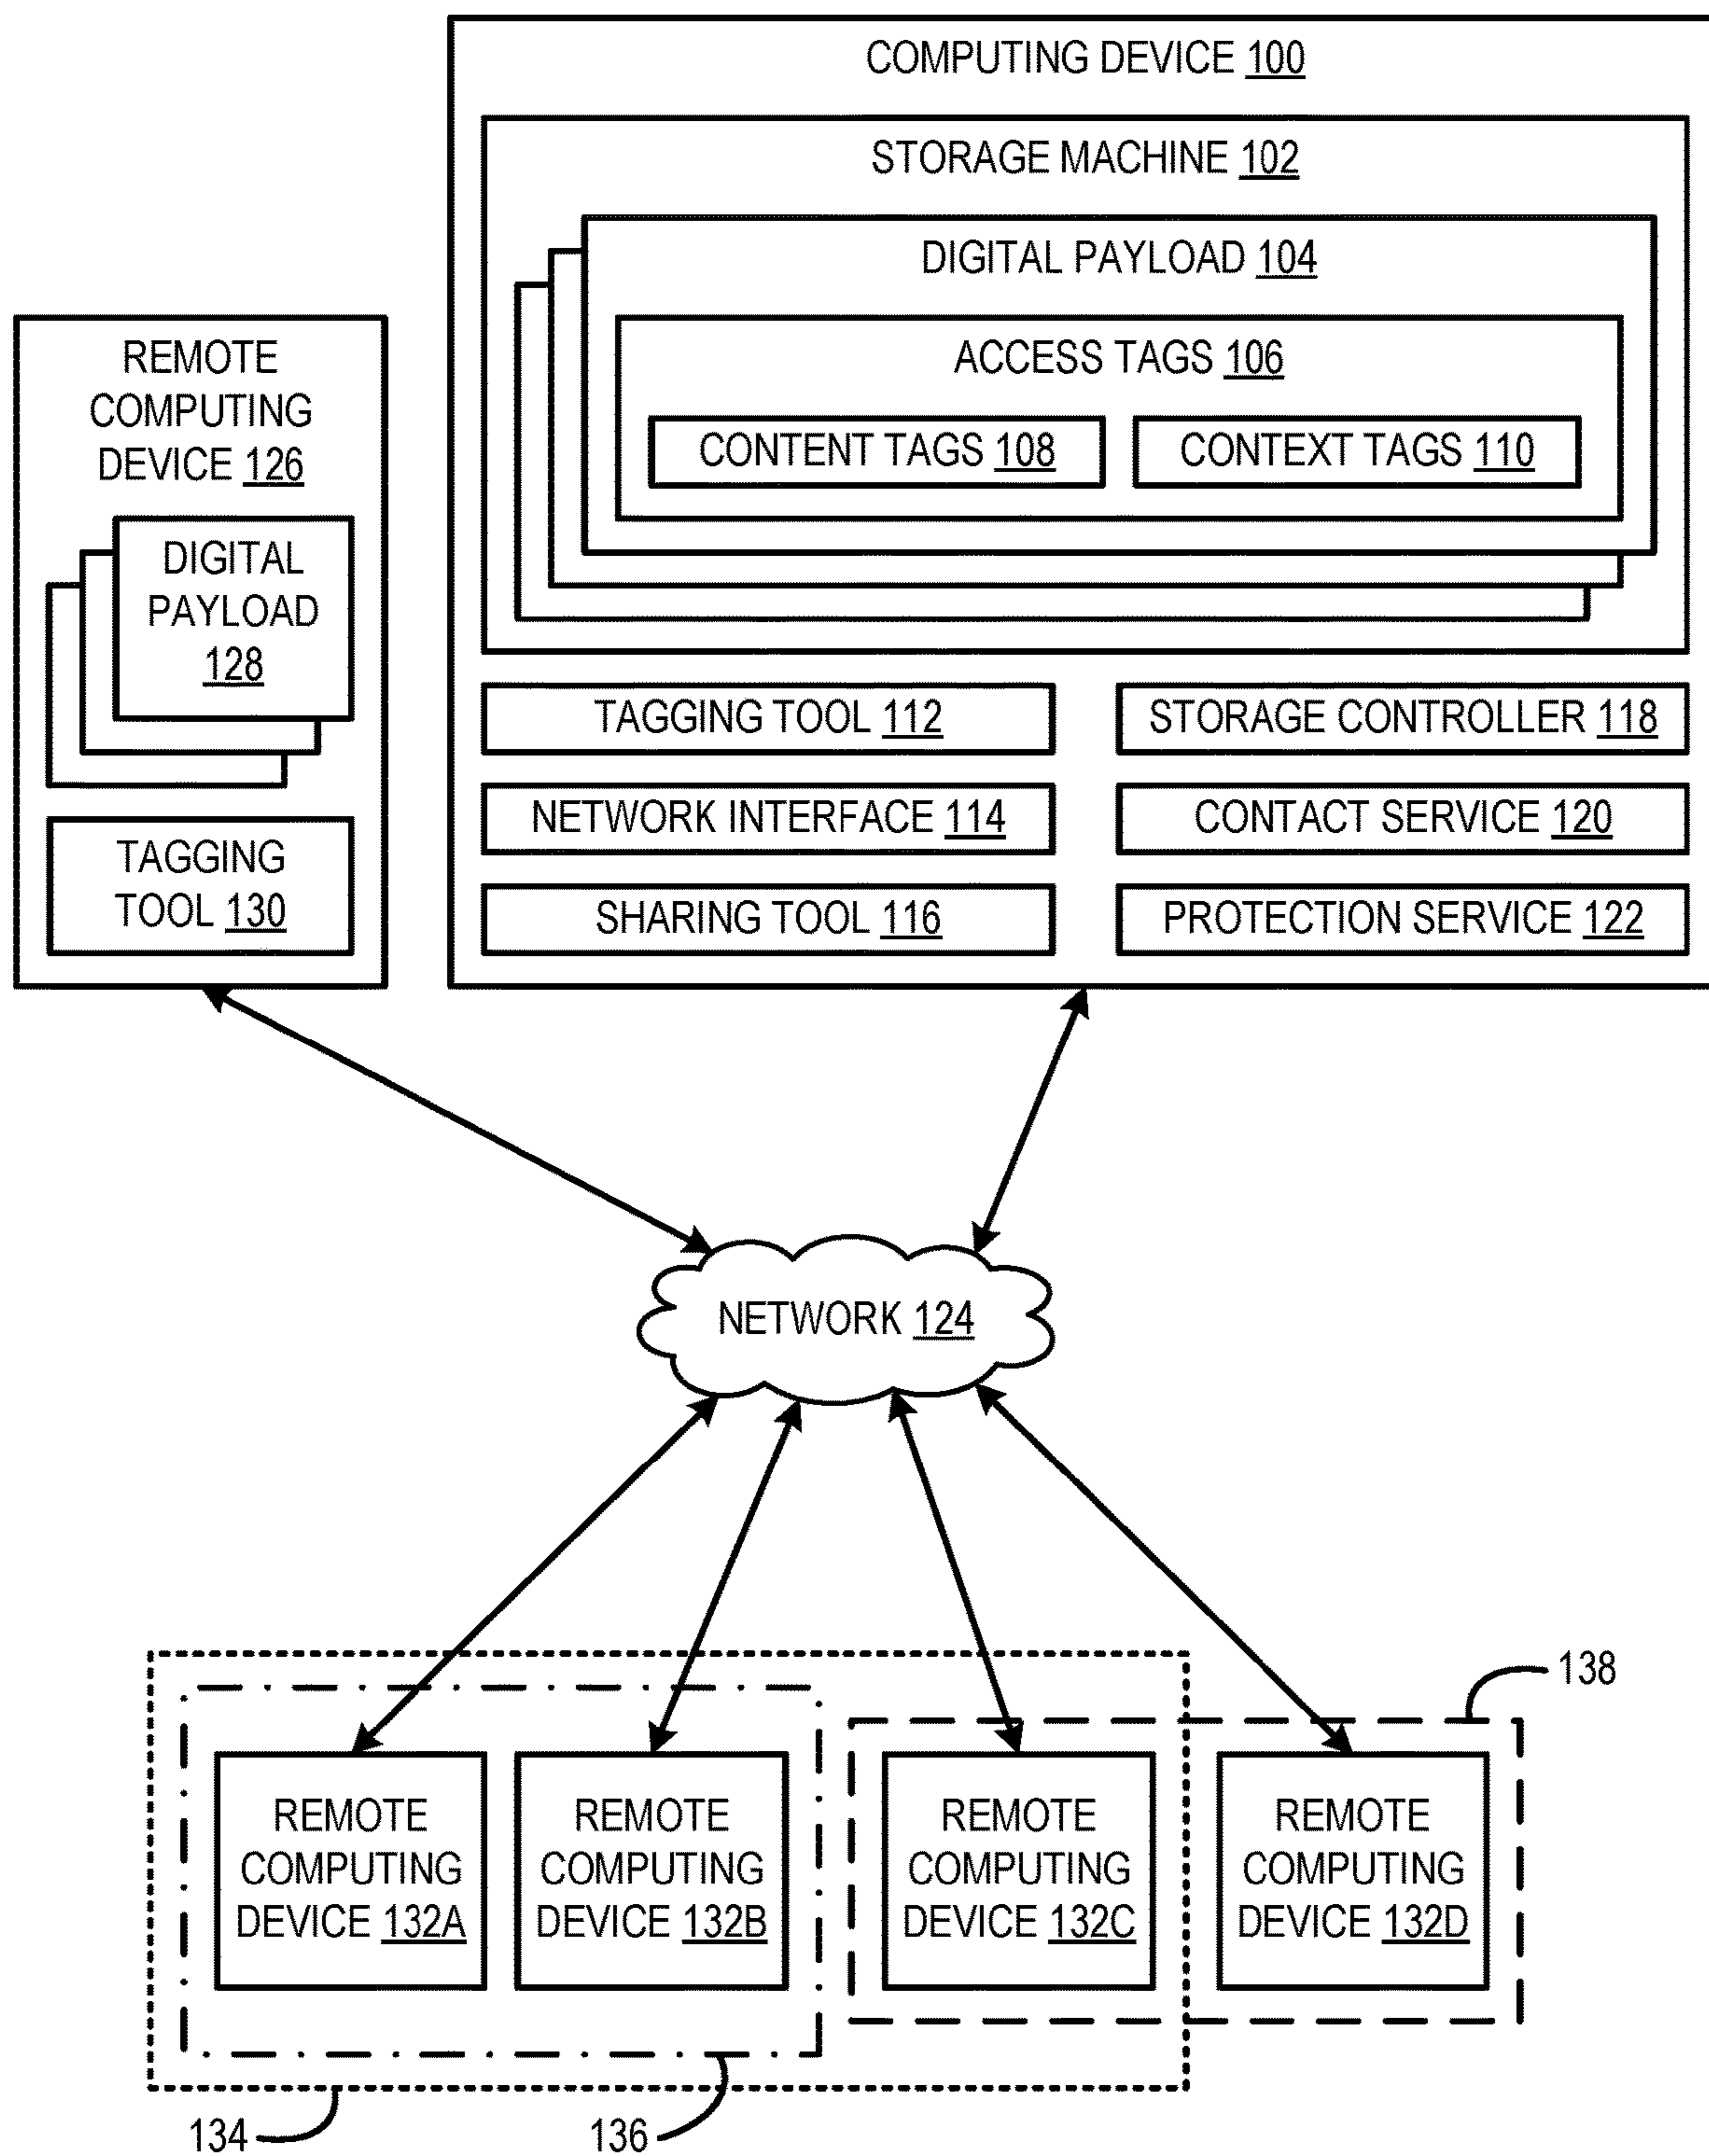 COMPUTING DEVICE 100
STORAGE MACHINE 102
DIGITAL PAYLOAD 104
ACCESS TAGS 106
CONTENT TAGS 108
CONTEXT TAGS 110
TAGGING TOOL 112
STORAGE CONTROLLER 118
NETWORK INTERFACE 114
CONTACT SERVICE 120
SHARING TOOL 116
PROTECTION SERVICE 122
REMOTE
COMPUTING
DEVICE 126
DIGITAL
PAYLOAD
128
TAGGING
TOOL 130
NETWORK 124
138
REMOTE
COMPUTING
DEVICE 132A
REMOTE
COMPUTING
DEVICE 132B
REMOTE
COMPUTING
DEVICE 132C
REMOTE
COMPUTING
DEVICE 132D
134
136